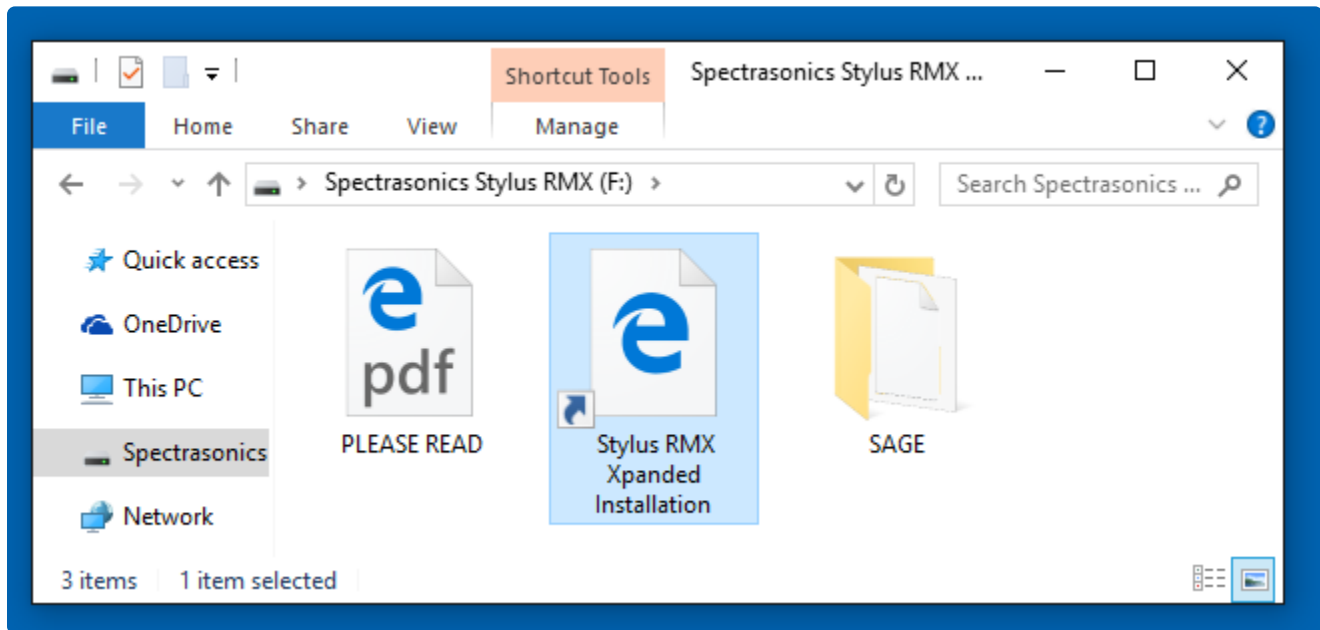 Shortcut Tools Spectrasonics Stylus RMX ...
File Home Share View Manage
Spectrasonics Stylus RMX (F:) Search Spectrasonics ...
Quick access
OneDrive
This PC
Spectrasonics
Network
pdf
PLEASE READ
Stylus RMX
Xpanded
Installation
SAGE
3 items 1 item selected